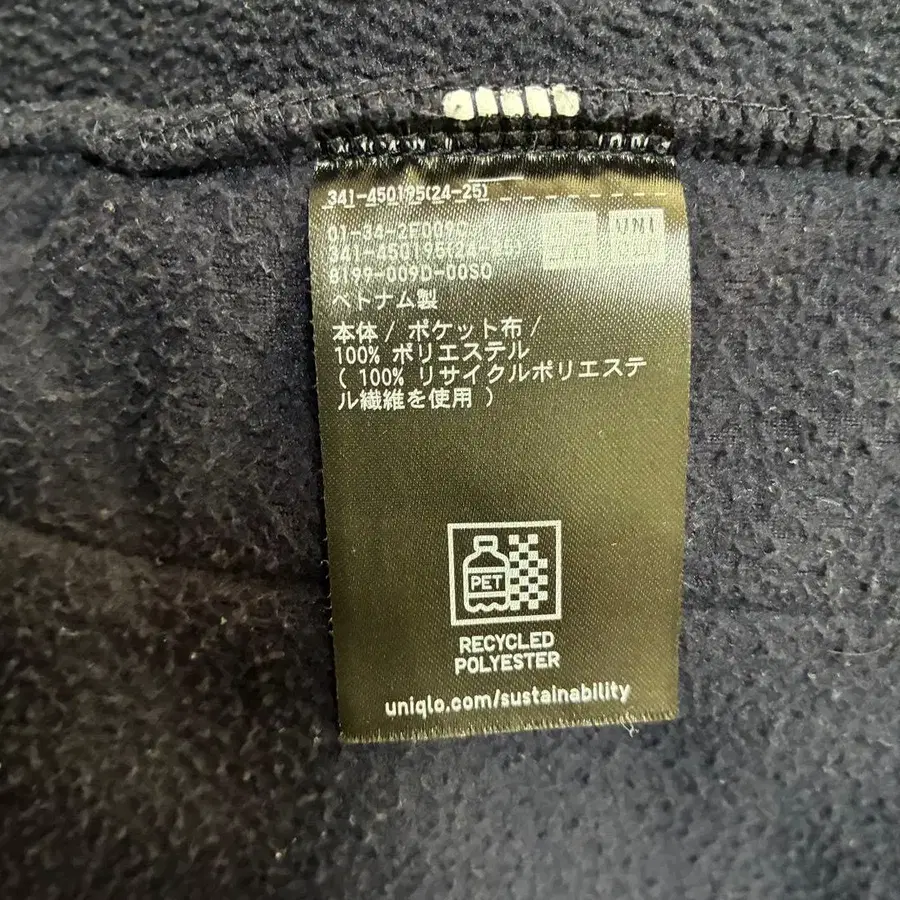 341-450195(24-25)
01-34-2F009C
341-450195(24-25)
8199-009D-00SO
ベトナム製
本体/ ポケット布/
100% ポリエステル
( 100% リサイクルポリエステ
ル繊維を使用 )
PET
RECYCLED
POLYESTER
uniqlo.com/sustainability